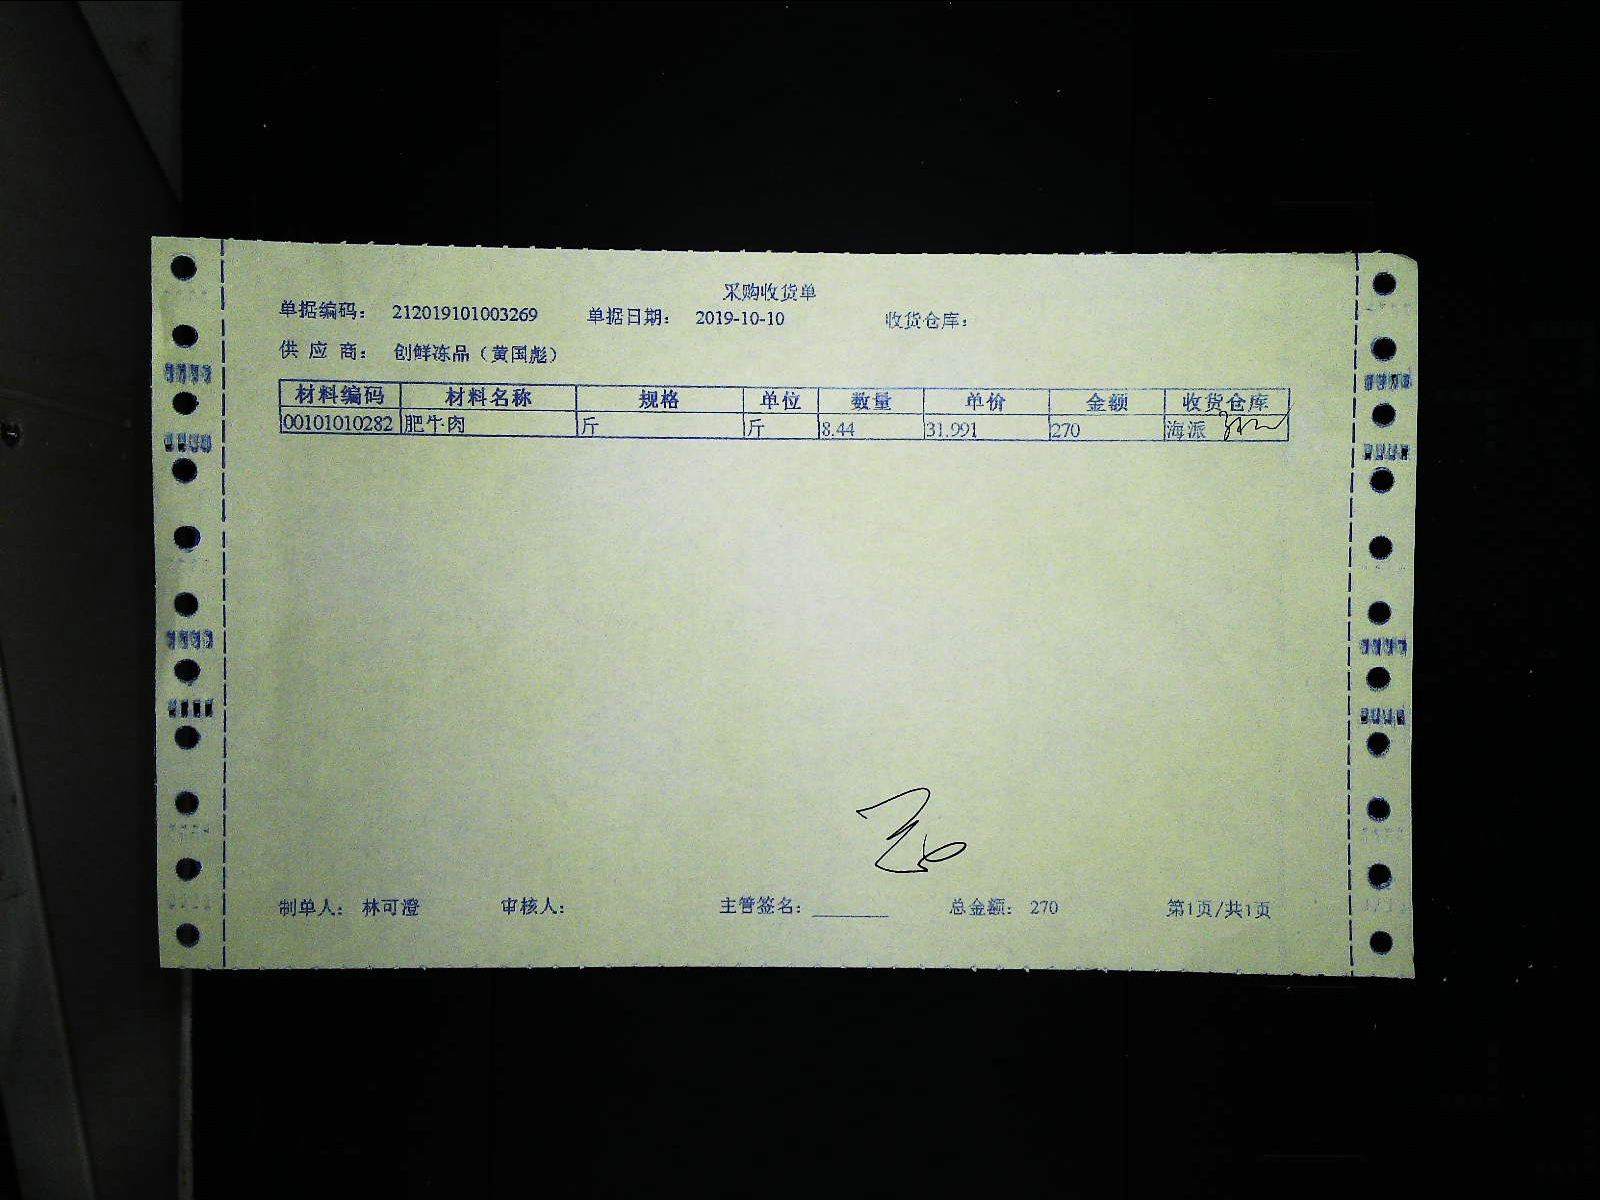 采购收货单
单据编码： 212019101003269 单据日期： 2019-10-10 收货仓库：
供 应 商： 创鲜冻品（黄国彪）
材料编码 材料名称 规格 单位 数量 单价 金额 收货仓库
00101010282 肥牛肉 斤 斤 8.44 31.991 270 海派
制单人： 林可澄 审核人： 主管签名： 总金额： 270 第1页/共1页